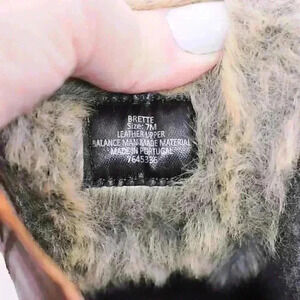 BRETTE
Size: 7M
LEATHER UPPER
BALANCE MAN MADE MATERIAL
MADE IN PORTUGAL
7645336